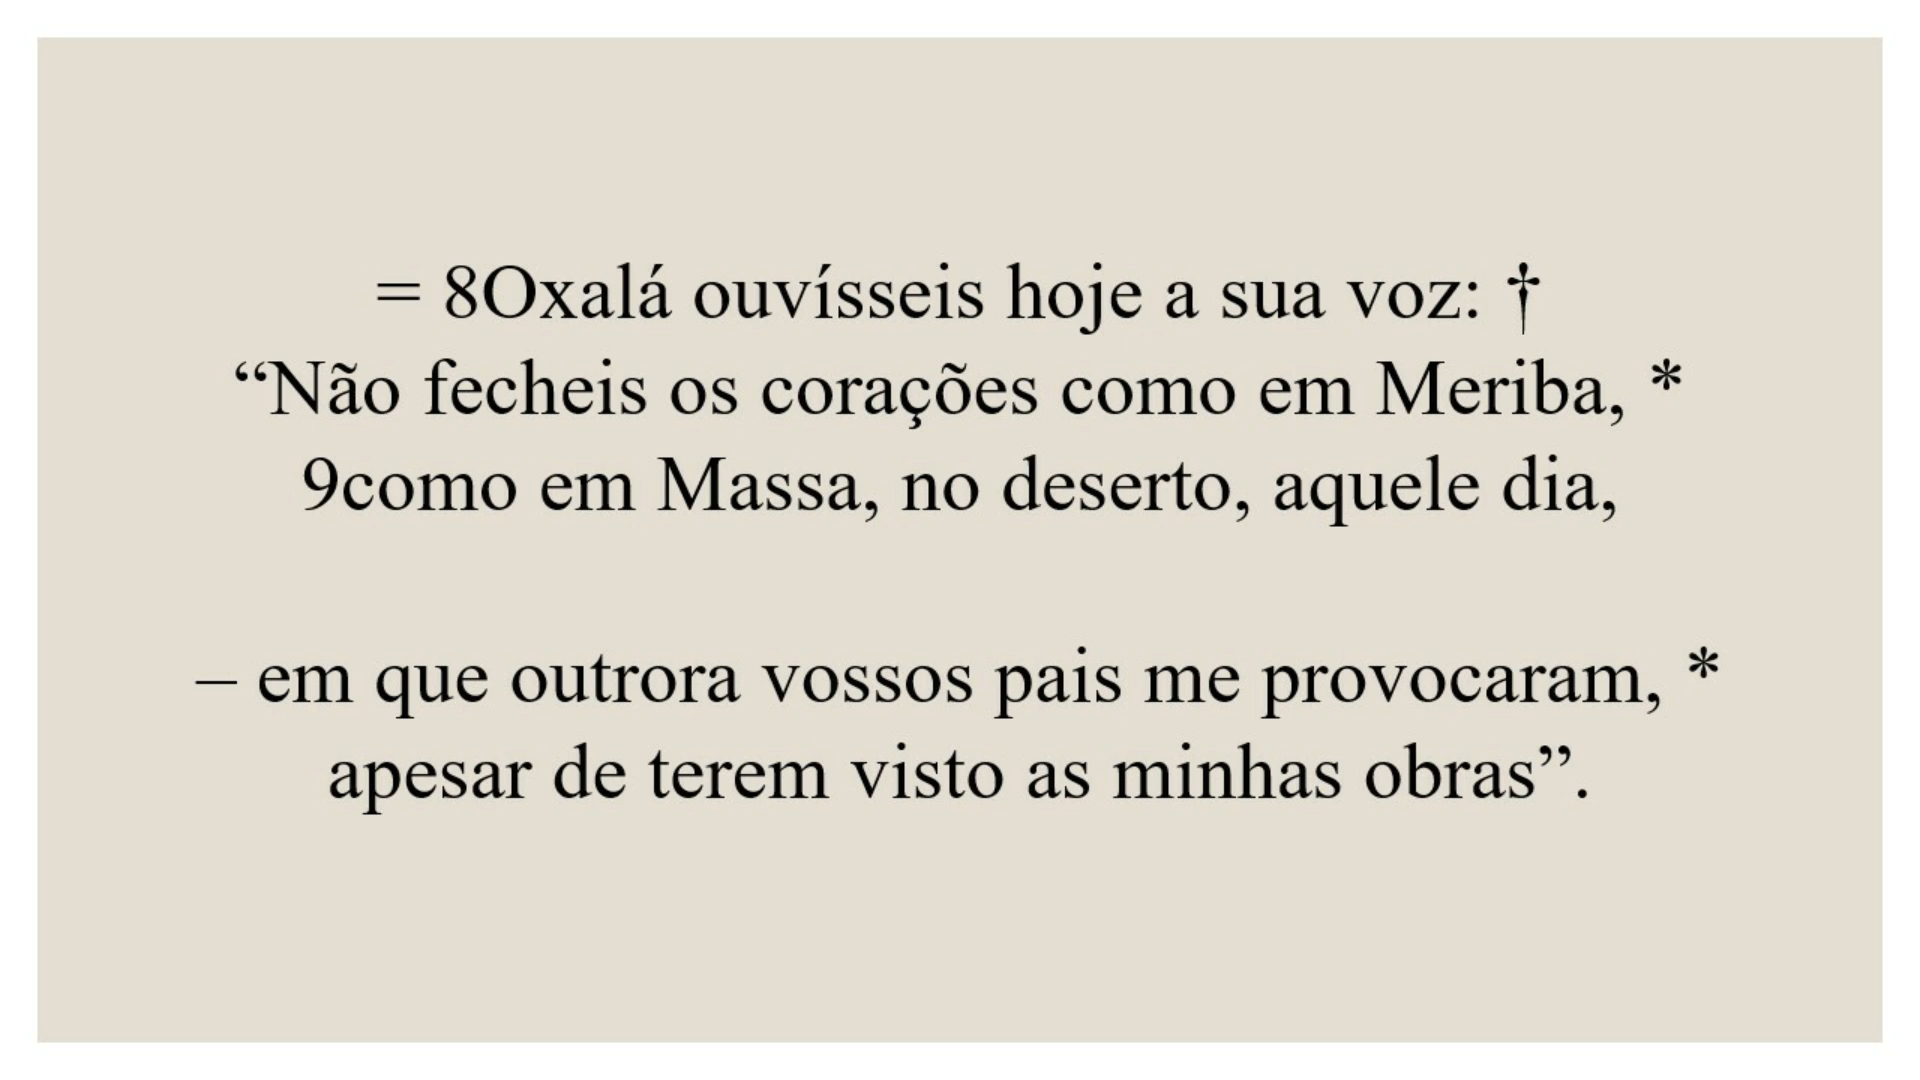 = 8Oxalá ouvísseis hoje a sua voz: †
“Não fecheis os corações como em Meriba, *
9como em Massa, no deserto, aquele dia,
– em que outrora vossos pais me provocaram, *
apesar de terem visto as minhas obras”.